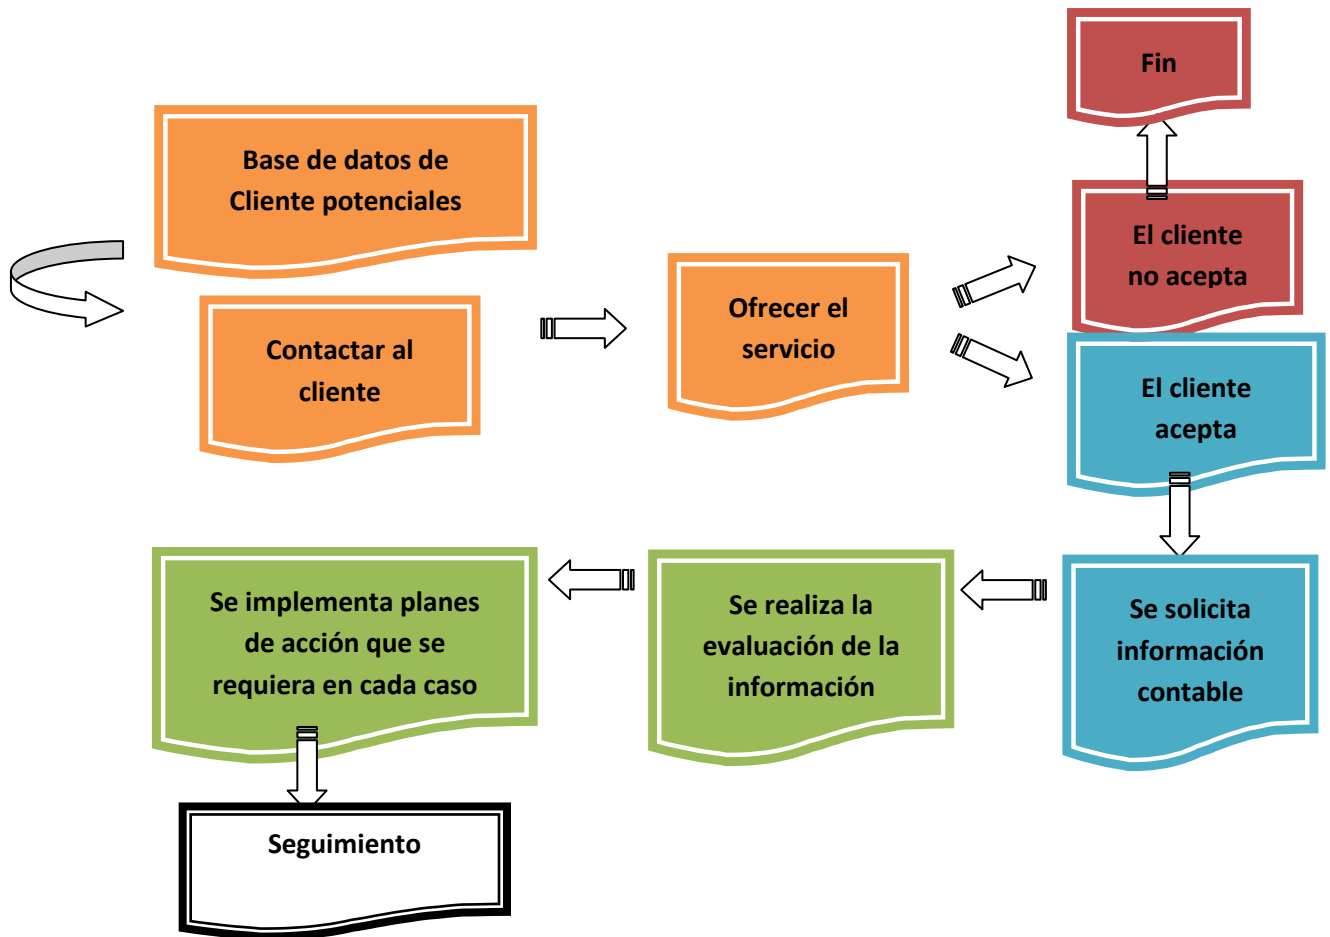 Fin
Base de datos de
Cliente potenciales
El cliente
no acepta
Ofrecer el
servicio
Contactar al
cliente
El cliente
acepta
Se implementa planes
de acción que se
requiera en cada caso
Se realiza la
evaluación de la
información
Se solicita
información
contable
Seguimiento